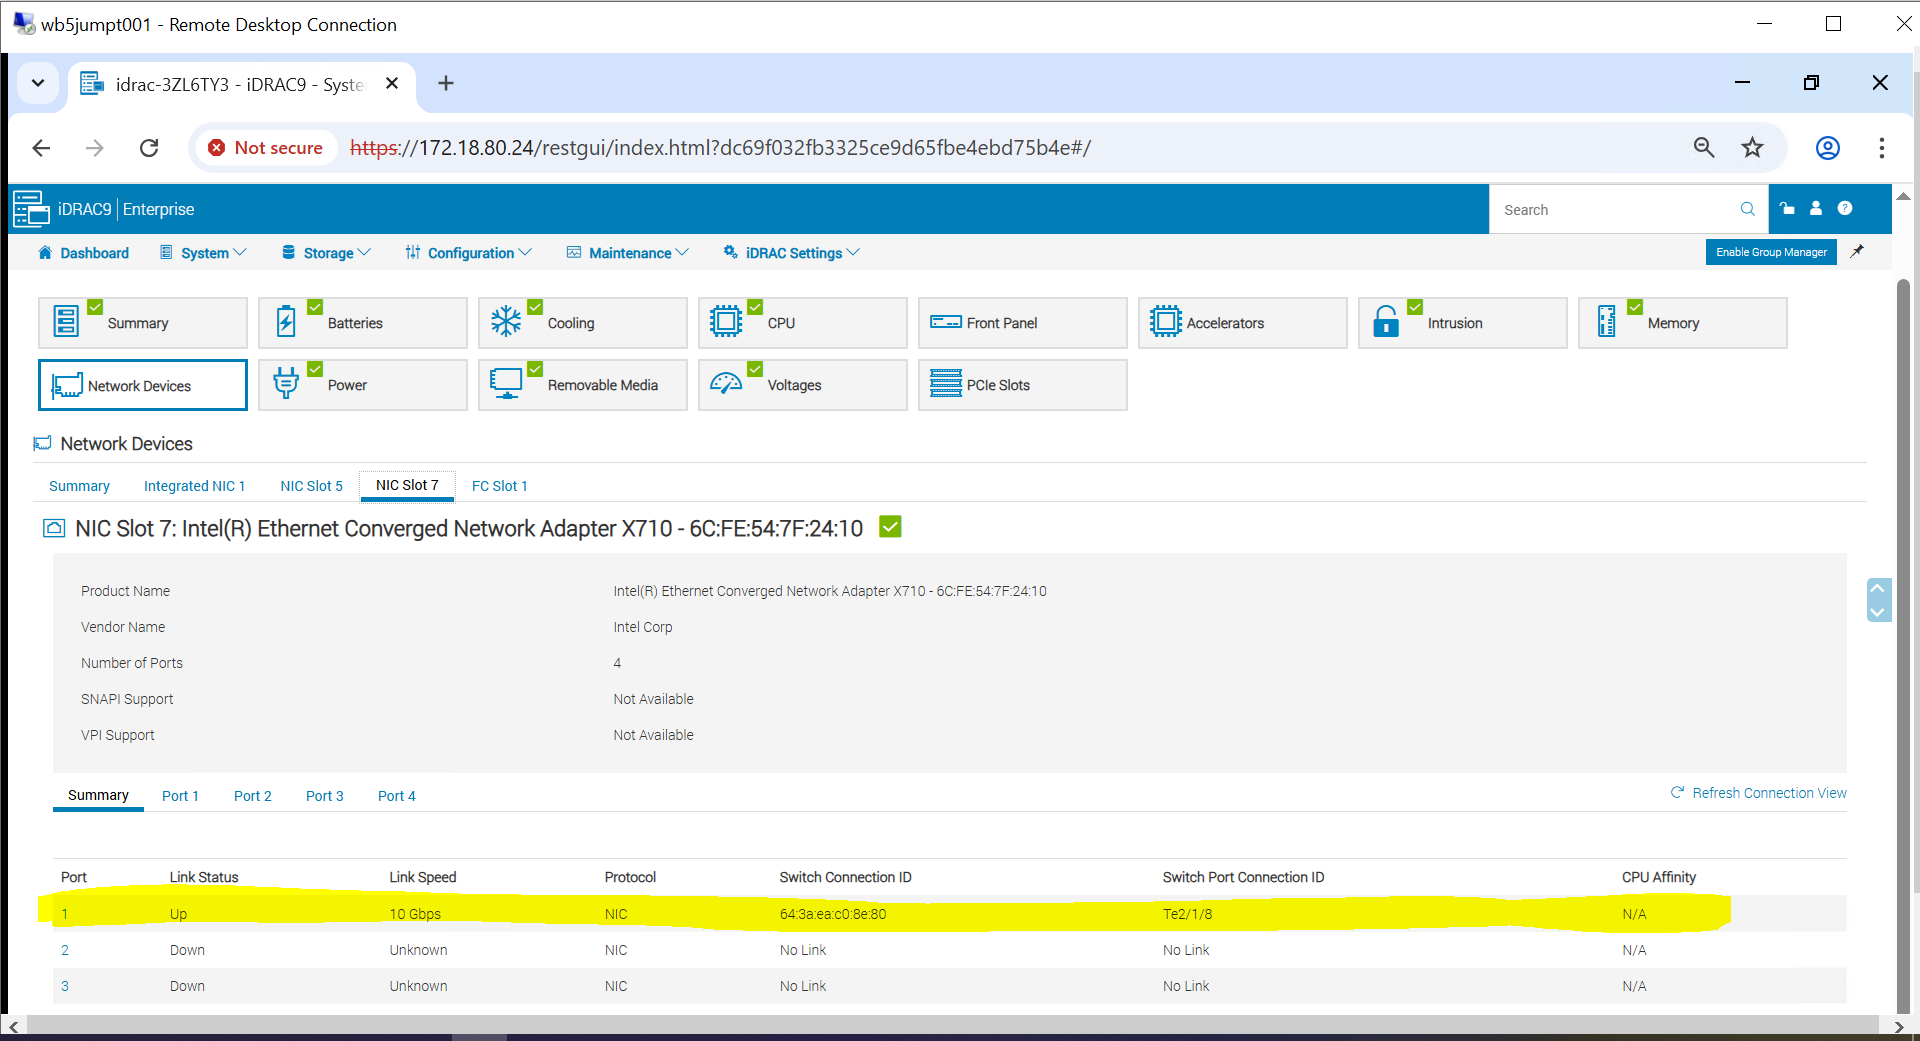 wb5jumpt001 - Remote Desktop Connection
idrac-3ZL6TY3 - iDRAC9 - Syste
Not secure https://172.18.80.24/restgui/index.html?dc69f032fb3325ce9d65fbe4ebd75b4e#/
iDRAC9 | Enterprise Search
Dashboard System Storage Configuration Maintenance iDRAC Settings Enable Group Manager
Summary Batteries Cooling CPU Front Panel Accelerators Intrusion Memory
Network Devices Power Removable Media Voltages PCIe Slots
Network Devices
Summary Integrated NIC 1 NIC Slot 5 NIC Slot 7 FC Slot 1
NIC Slot 7: Intel(R) Ethernet Converged Network Adapter X710 - 6C:FE:54:7F:24:10
Product Name Intel(R) Ethernet Converged Network Adapter X710 - 6C:FE:54:7F:24:10
Vendor Name Intel Corp
Number of Ports 4
SNAPI Support Not Available
VPI Support Not Available
Summary Port 1 Port 2 Port 3 Port 4 Refresh Connection View
Port Link Status Link Speed Protocol Switch Connection ID Switch Port Connection ID CPU Affinity
1 Up 10 Gbps NIC 64:3a:ea:c0:8e:80 Te2/1/8 N/A
2 Down Unknown NIC No Link No Link N/A
3 Down Unknown NIC No Link No Link N/A